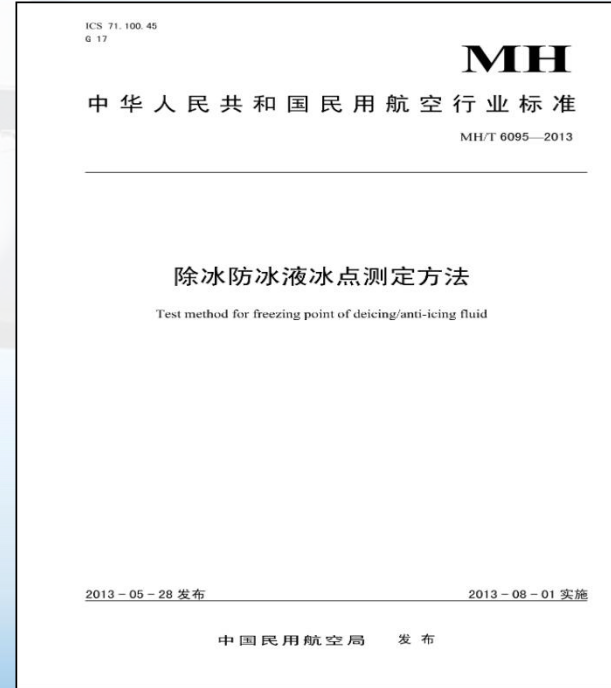 ICS 71.100.45
G 17
MH
中华人民共和国民用航空行业标准
MH/T 6095—2013
除冰防冰液冰点测定方法
Test method for freezing point of deicing/anti-icing fluid
2013-05-28 发布 2013-08-01 实施
中国民用航空局 发布